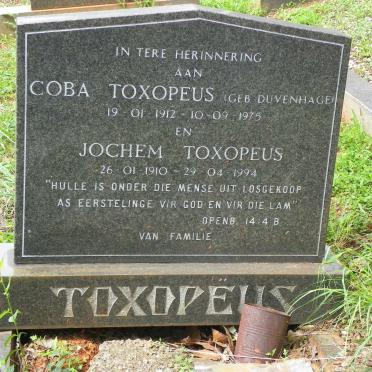 IN TERE HERINNERING
AAN
COBA TOXOPEUS (GEB DUVENHAGE)
19·01·1912 - 10·09·1975
EN
JOCHEM TOXOPEUS
26·01·1910 - 29·04·1994
"HULLE IS ONDER DIE MENSE UIT LOSGEKOOP
AS EERSTELINGE VIR GOD EN VIR DIE LAM"
OPENB. 14:4 B
VAN FAMILIE
TOXOPEÜS